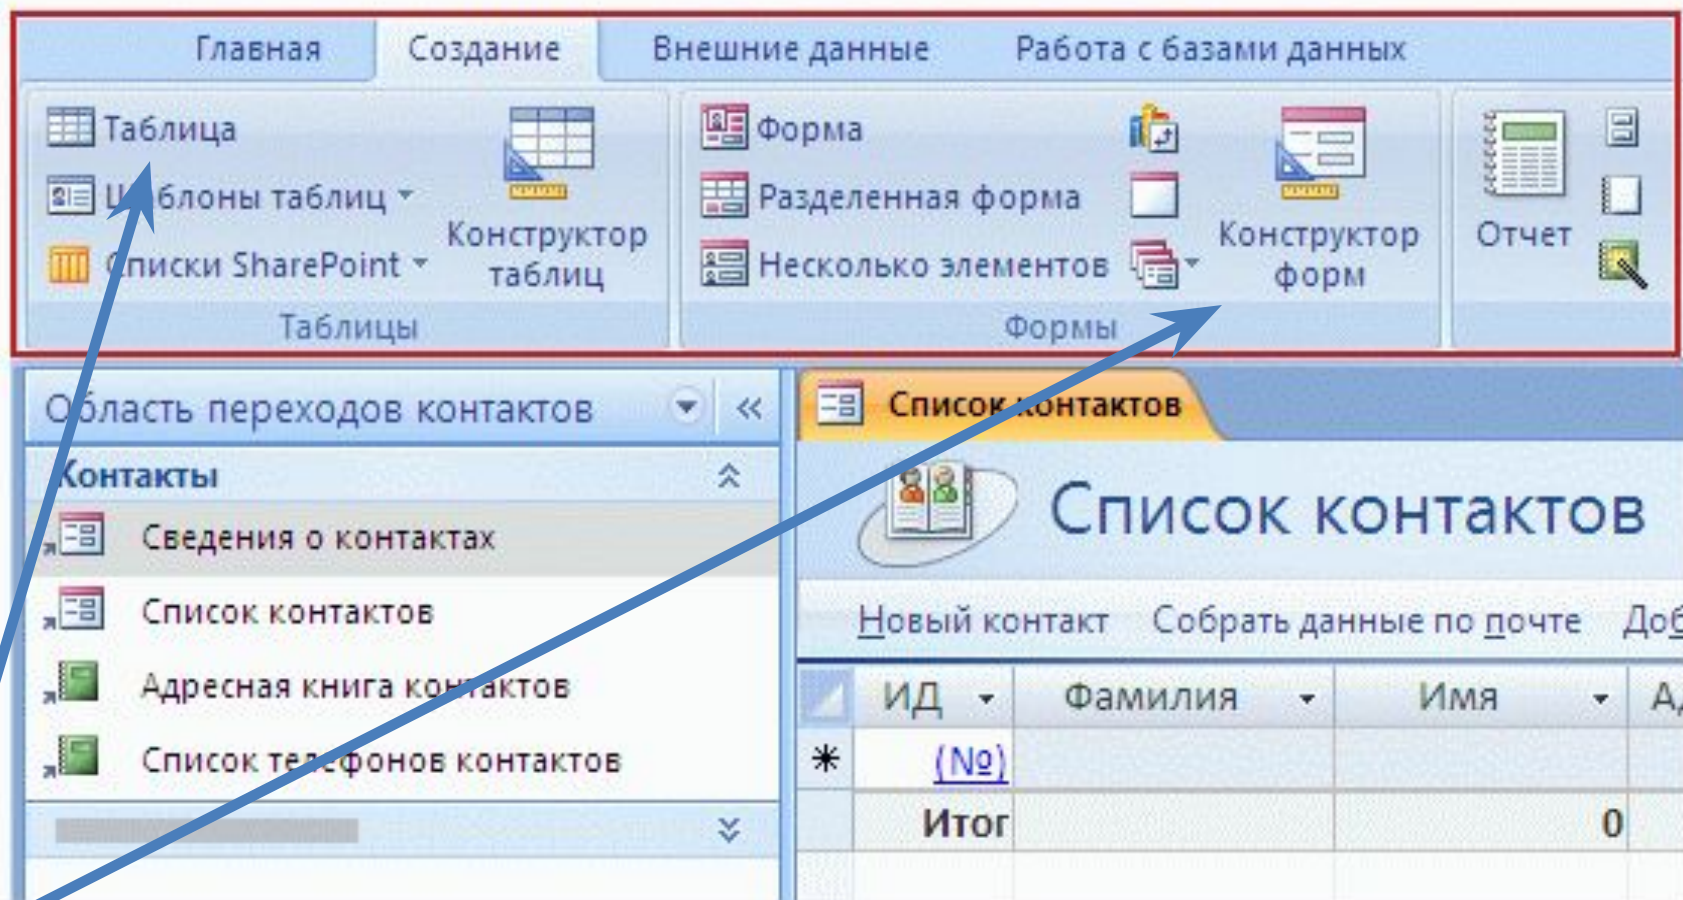 Главная Создание Внешние данные Работа с базами данных
Таблица
Шаблоны таблиц
Списки SharePoint
Конструктор
таблиц
Таблицы
Форма
Разделенная форма
Несколько элементов
Конструктор
форм
Формы
Отчет
Область переходов контактов
Контакты
Сведения о контактах
Список контактов
Адресная книга контактов
Список телефонов контактов
Список контактов
Список контактов
Новый контакт Собрать данные по почте
ИД Фамилия Имя
(№)
Итог 0